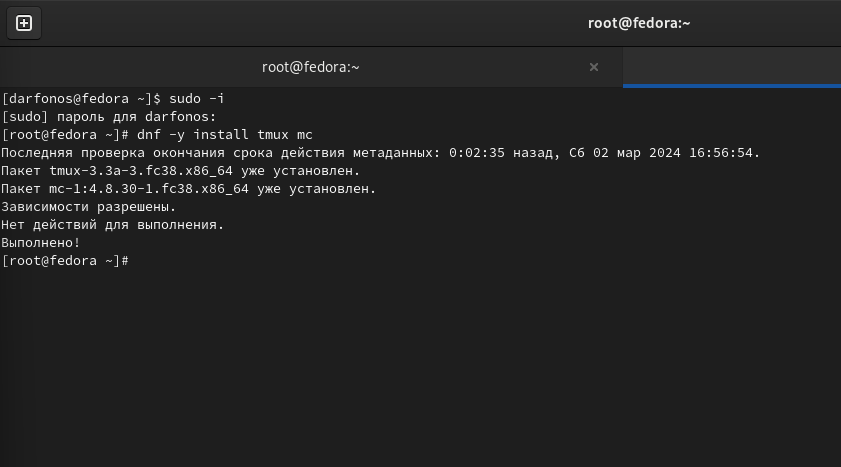 root@fedora:~
root@fedora:~
[darfonos@fedora ~]$ sudo -i
[sudo] пароль для darfonos:
[root@fedora ~]# dnf -y install tmux mc
Последняя проверка окончания срока действия метаданных: 0:02:35 назад, Сб 02 мар 2024 16:56:54.
Пакет tmux-3.3a-3.fc38.x86_64 уже установлен.
Пакет mc-1:4.8.30-1.fc38.x86_64 уже установлен.
Зависимости разрешены.
Нет действий для выполнения.
Выполнено!
[root@fedora ~]#